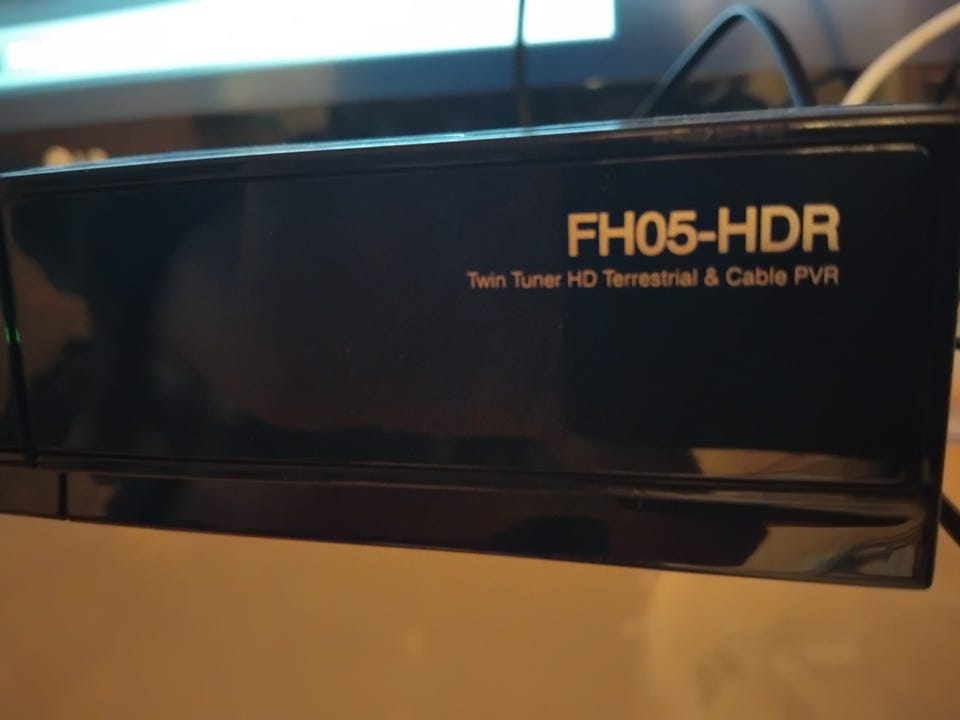 FH05-HDR
Twin Tuner HD Terrestrial & Cable PVR